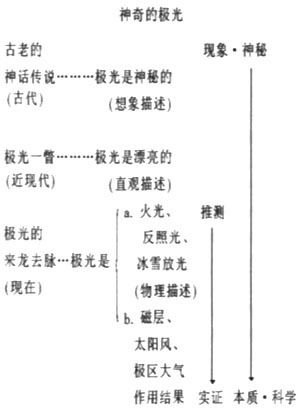 神奇的极光
古老的 现象·神秘
神话传说………极光是神秘的
(古代) (想象描述)
极光一瞥………极光是漂亮的
(近现代) (直观描述)
a. 火光、 推测
极光的 反照光、
来龙去脉…极光是 冰雪放光
(现在) (物理描述)
b. 磁层、
太阳风、
极区大气
作用结果 实证 本质·科学